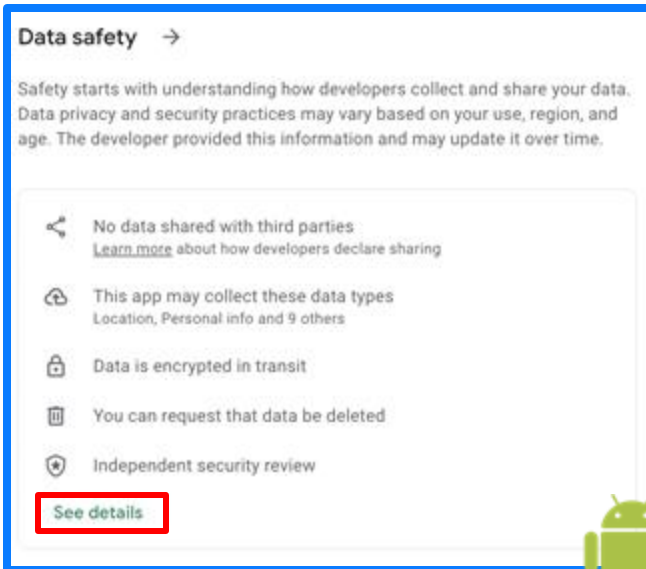 Data safety →
Safety starts with understanding how developers collect and share your data.
Data privacy and security practices may vary based on your use, region, and
age. The developer provided this information and may update it over time.
No data shared with third parties
Learn more about how developers declare sharing
This app may collect these data types
Location, Personal info and 9 others
Data is encrypted in transit
You can request that data be deleted
Independent security review
See details